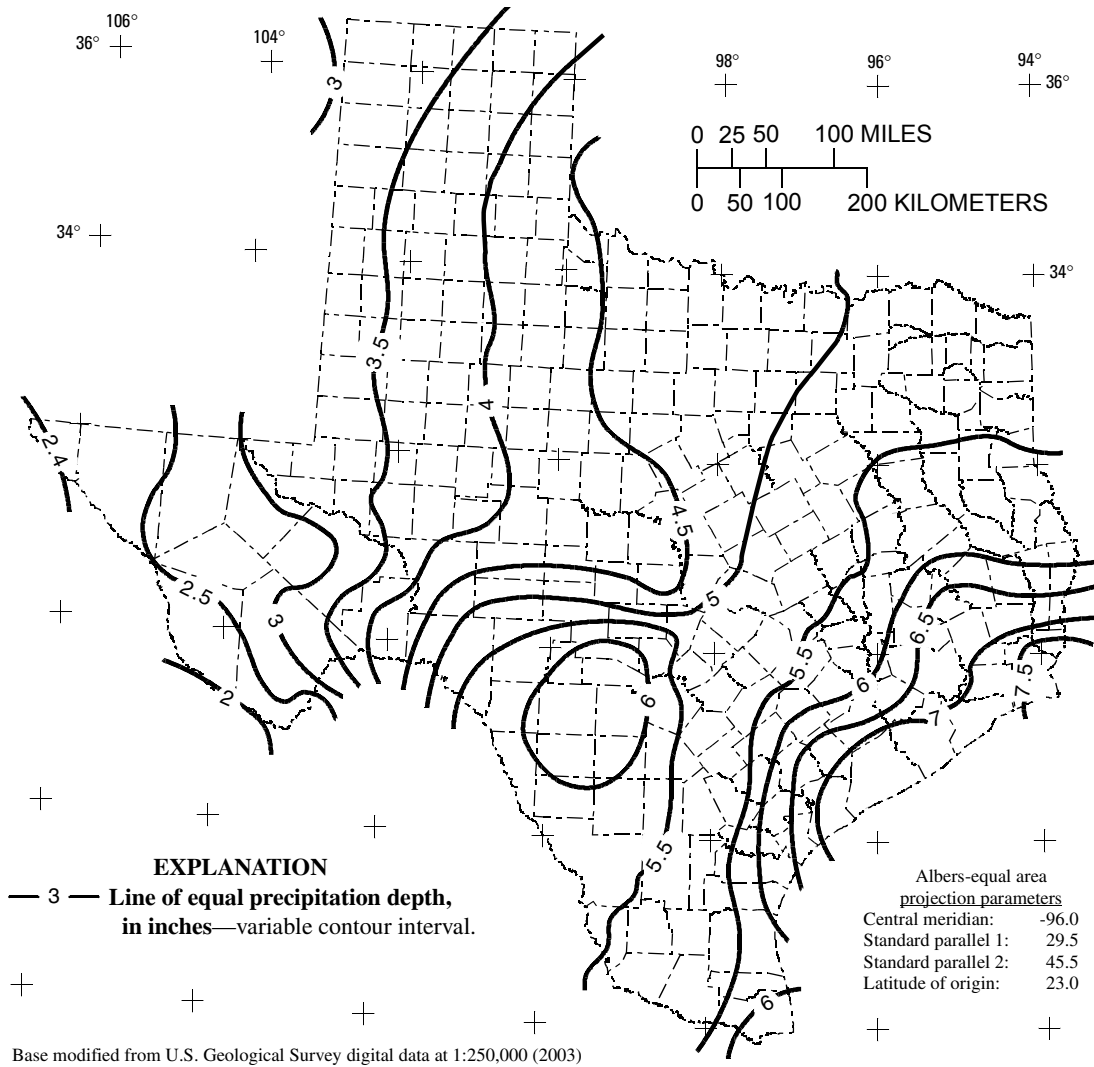 106°
36°
104°
98°
96°
94°
36°
0 25 50 100 MILES
0 50 100 200 KILOMETERS
34°
34°
3
3.5
4
2.4
4.5
2.5
3
5
2
6
5.5
6
6.5
7
7.5
5.5
6
EXPLANATION
3 Line of equal precipitation depth,
in inches—variable contour interval.
Albers-equal area
projection parameters
Central meridian: -96.0
Standard parallel 1: 29.5
Standard parallel 2: 45.5
Latitude of origin: 23.0
Base modified from U.S. Geological Survey digital data at 1:250,000 (2003)